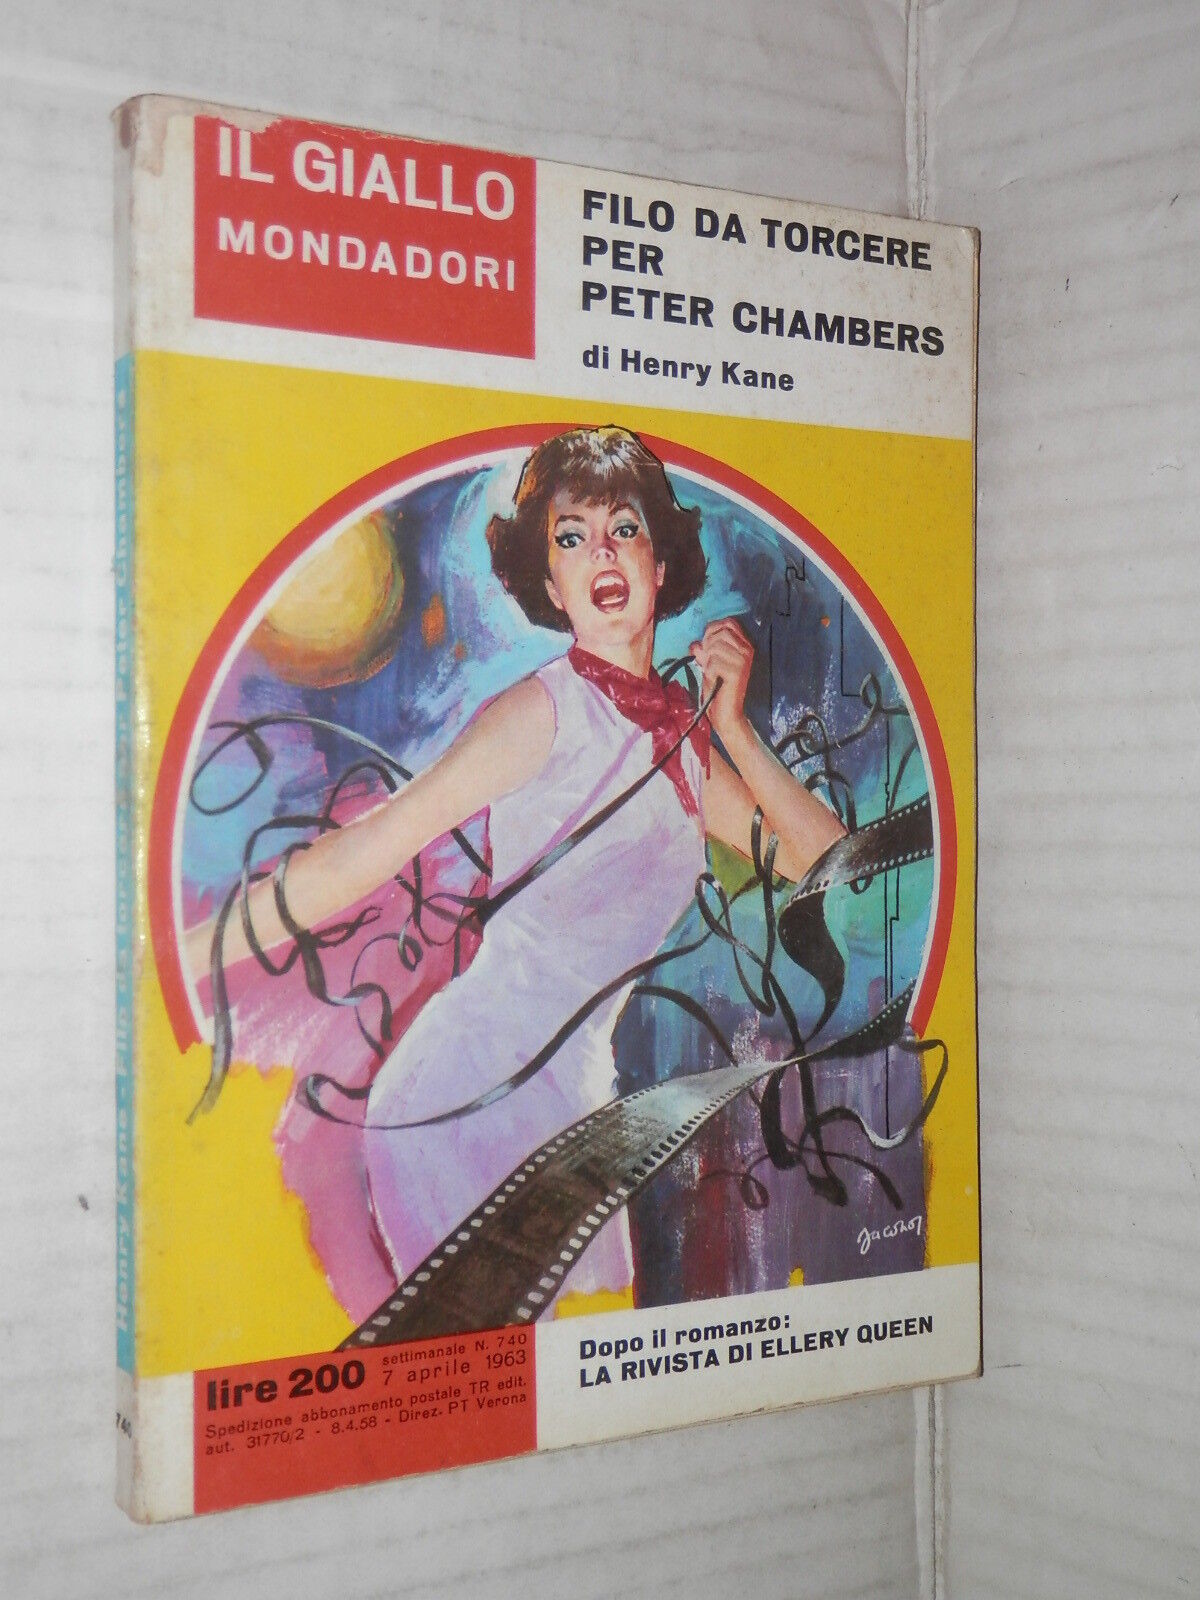 IL GIALLO
MONDADORI
FILO DA TORCERE
PER
PETER CHAMBERS
di Henry Kane
Jacono
lire 200
settimanale N. 740
7 aprile 1963
Spedizione abbonamento postale TR edit.
aut. 31770/2 - 8.4.58 - Direz. PT Verona
Dopo il romanzo:
LA RIVISTA DI ELLERY QUEEN
Henry Kane - Filo da torcere per Peter Chambers
740